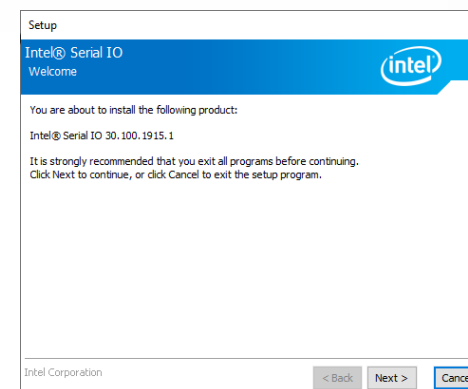 Setup
Intel® Serial IO
Welcome
intel
You are about to install the following product:
Intel® Serial IO 30.100.1915.1
It is strongly recommended that you exit all programs before continuing.
Click Next to continue, or click Cancel to exit the setup program.
Intel Corporation
< Back Next > Cance